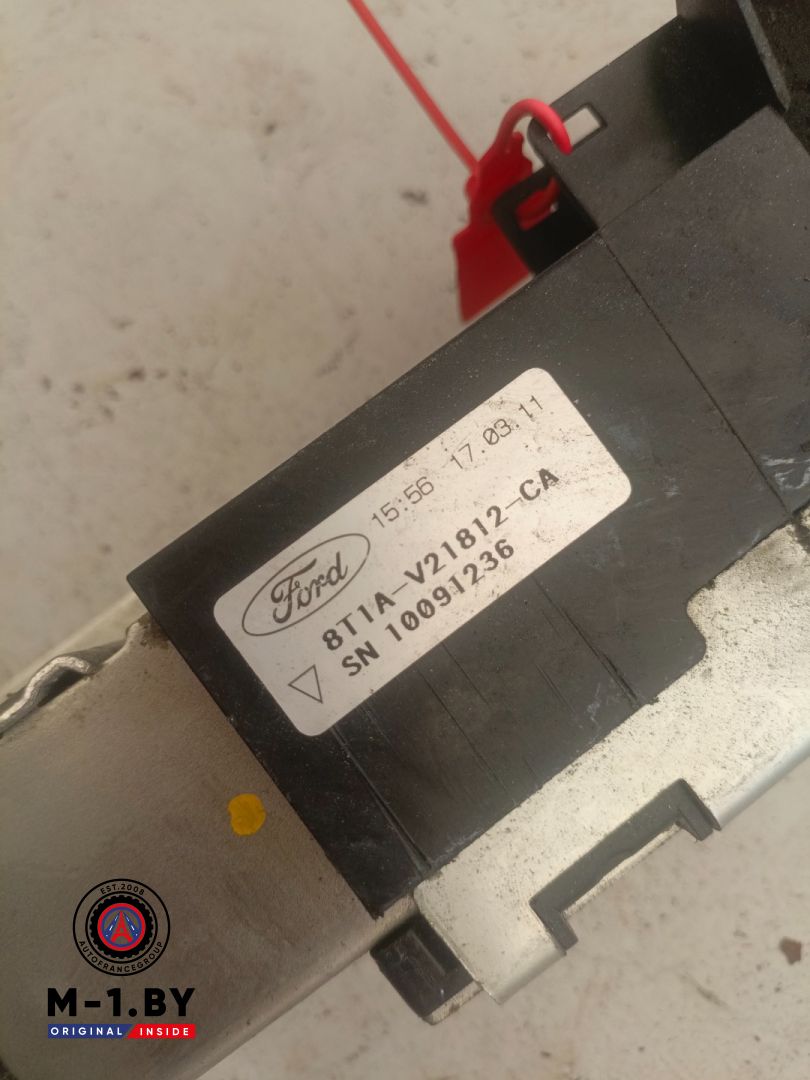 15:56 17.03.11
Ford
8T1A-V21812-CA
SN 10091236
EST.2008
AUTOFRANCEGROUP
M-1.BY
ORIGINAL INSIDE